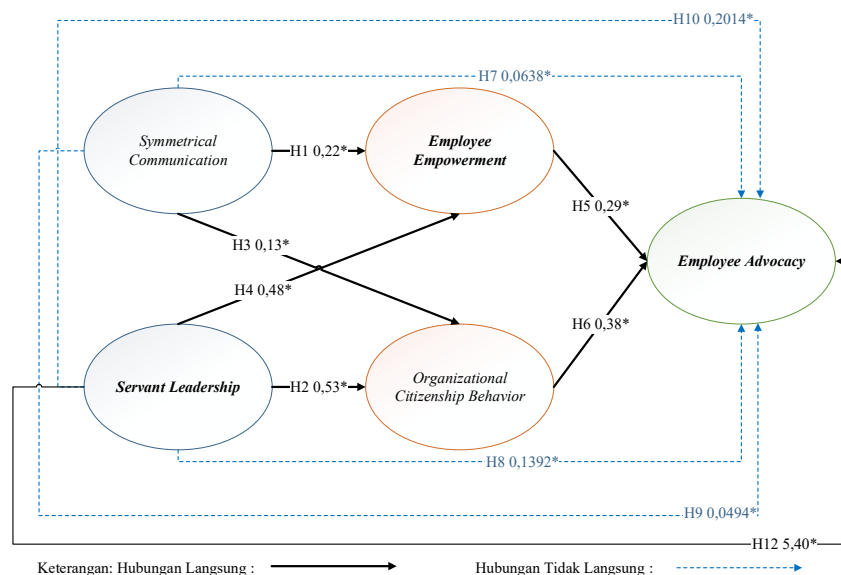 H10 0,2014*
H7 0,0638*
Symmetrical
Communication
H1 0,22*
Employee
Empowerment
H5 0,29*
H3 0,13*
Employee Advocacy
H4 0,48*
H6 0,38*
Servant Leadership
H2 0,53*
Organizational
Citizenship Behavior
H8 0,1392*
H9 0,0494*
H12 5,40*
Keterangan: Hubungan Langsung :
Hubungan Tidak Langsung :